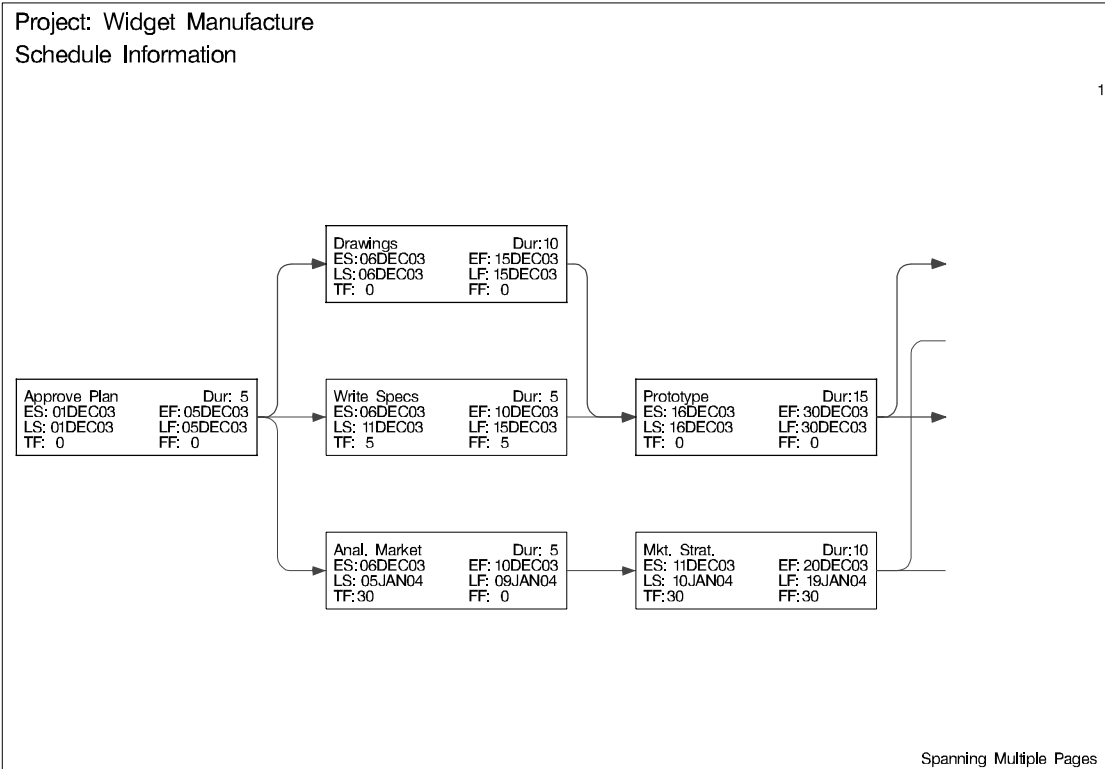 Project: Widget Manufacture
Schedule Information
1
Drawings Dur:10
ES:06DEC03 EF: 15DEC03
LS:06DEC03 LF: 15DEC03
TF: 0 FF: 0
Approve Plan Dur: 5
ES: 01DEC03 EF:05DEC03
LS: 01DEC03 LF:05DEC03
TF: 0 FF: 0
Write Specs Dur: 5
ES:06DEC03 EF: 10DEC03
LS: 11DEC03 LF: 15DEC03
TF: 5 FF: 5
Prototype Dur:15
ES: 16DEC03 EF:30DEC03
LS: 16DEC03 LF:30DEC03
TF: 0 FF: 0
Anal. Market Dur: 5
ES:06DEC03 EF: 10DEC03
LS: 05JAN04 LF: 09JAN04
TF:30 FF: 0
Mkt. Strat. Dur:10
ES: 11DEC03 EF:20DEC03
LS: 10JAN04 LF: 19JAN04
TF:30 FF:30
Spanning Multiple Pages